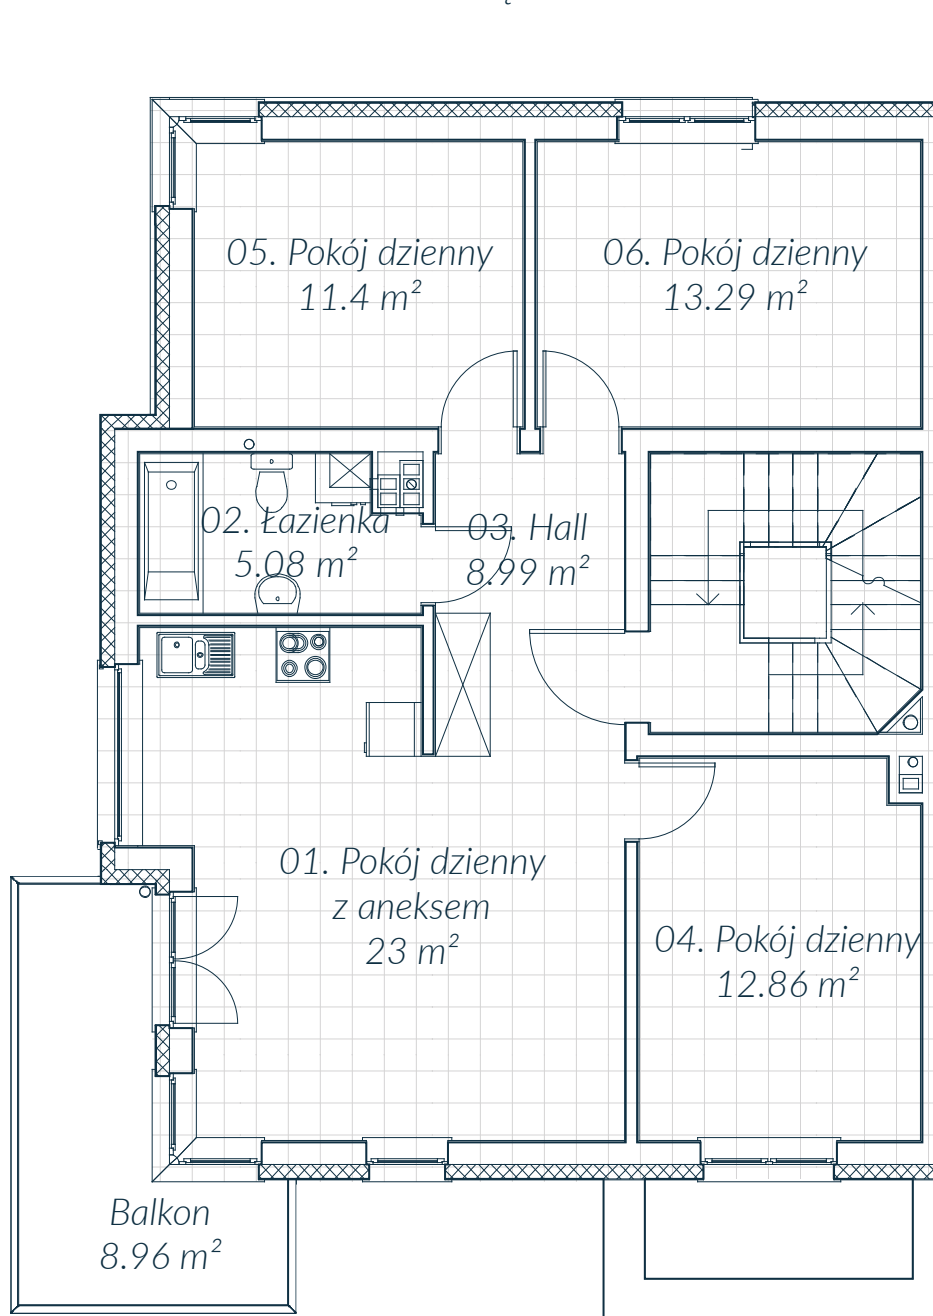 05. Pokój dzienny
11.4 m²
06. Pokój dzienny
13.29 m²
02. Łazienka
5.08 m²
03. Hall
8.99 m²
01. Pokój dzienny
z aneksem
23 m²
04. Pokój dzienny
12.86 m²
Balkon
8.96 m²